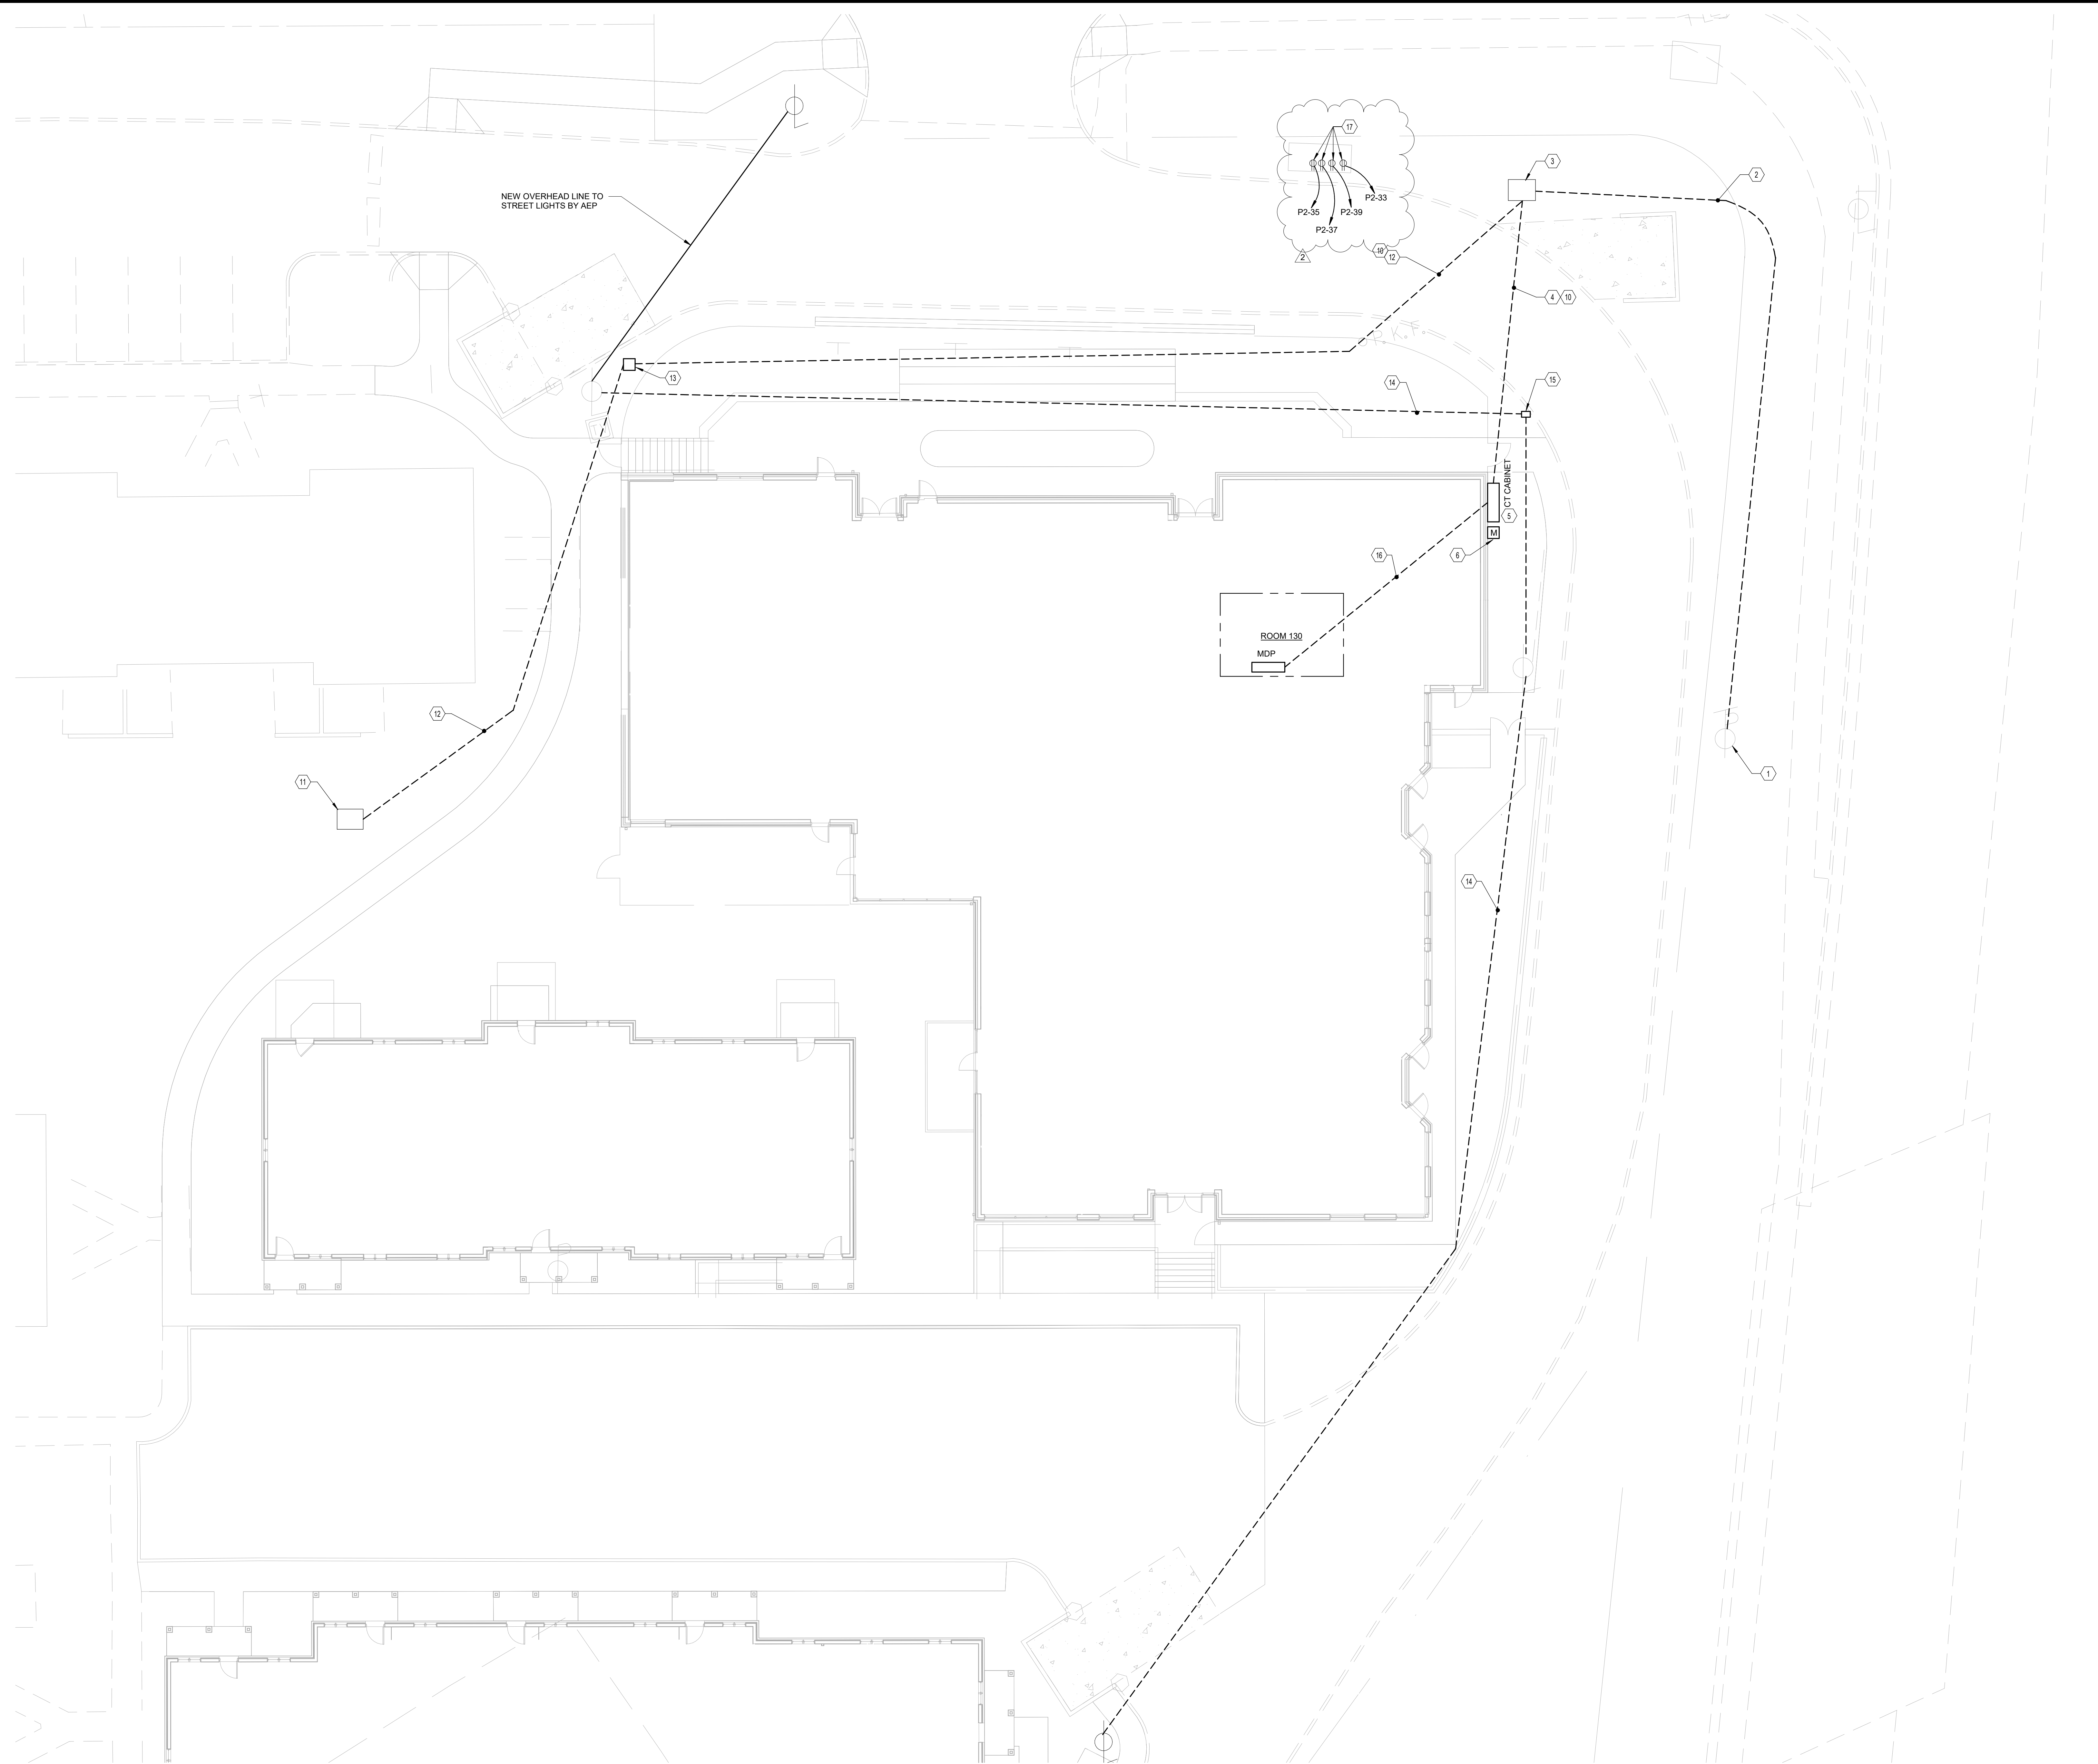 17
3
2
NEW OVERHEAD LINE TO
STREET LIGHTS BY AEP
P2-33
P2-35
P2-39
P2-37
10
2
12
4
10
13
14
15
CT CABINET
5
M
6
16
ROOM 130
MDP
12
1
11
14